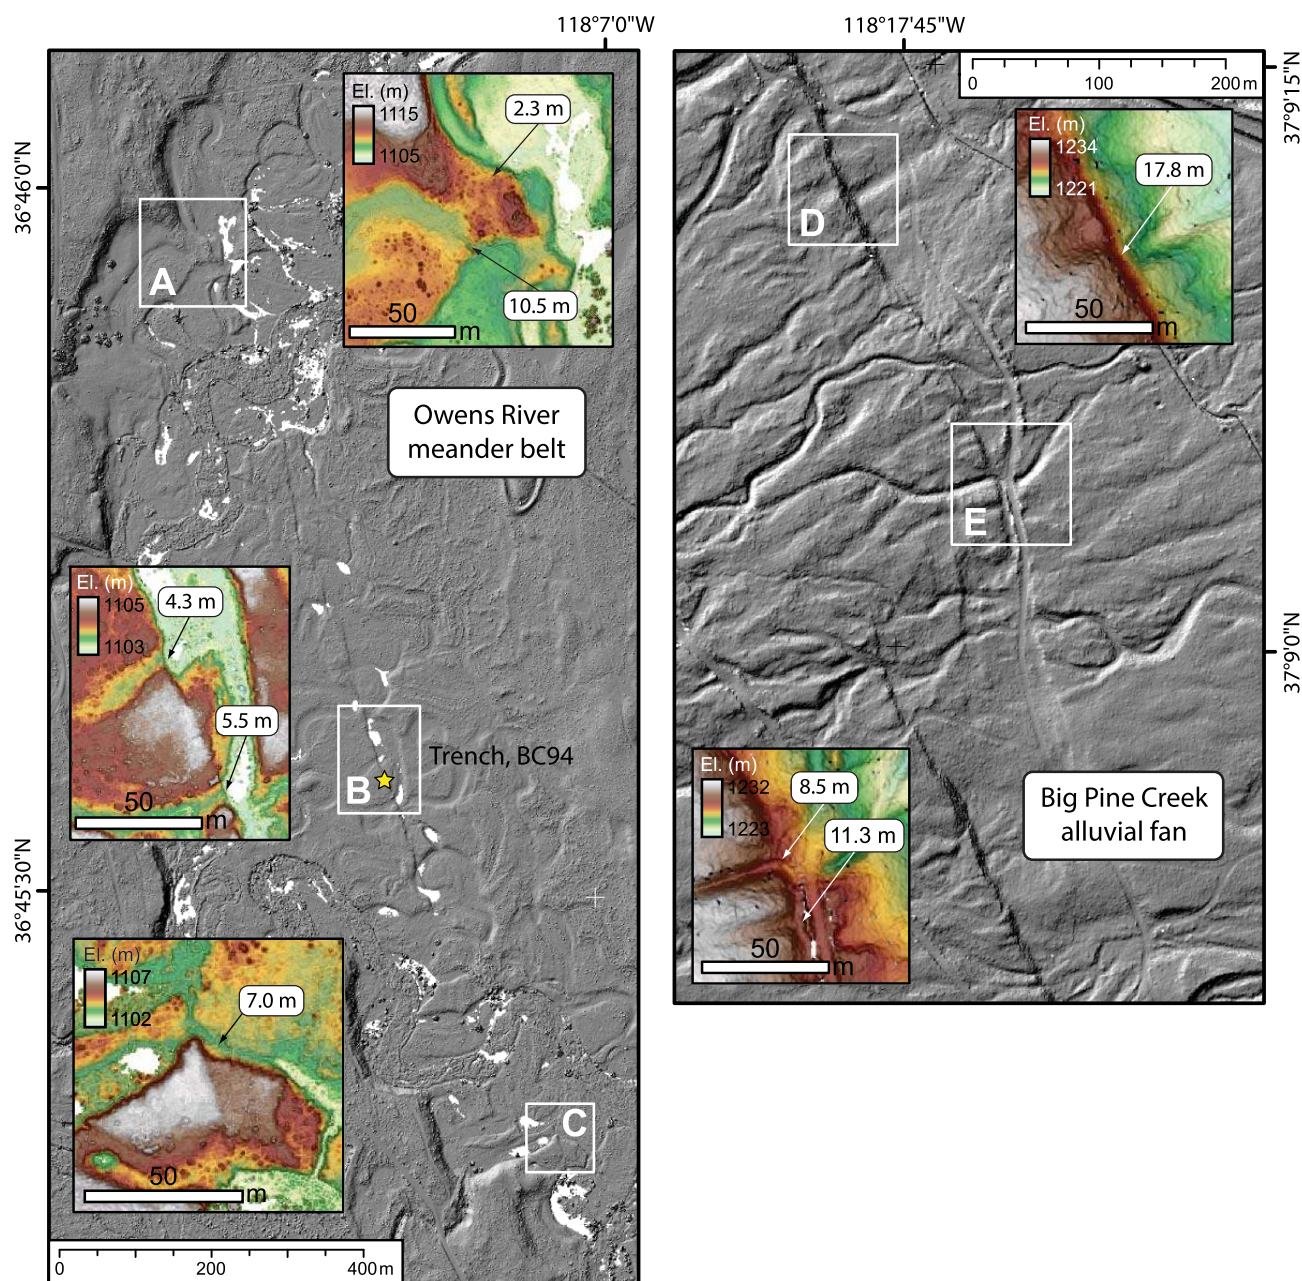 118°7'0"W
118°17'45"W
36°46'0"N
36°45'30"N
37°9'15"N
37°9'0"N
El. (m)
1115
1105
2.3 m
10.5 m
50
m
A
Owens River
meander belt
El. (m)
1105
1103
4.3 m
5.5 m
50
m
B
Trench, BC94
El. (m)
1107
1102
7.0 m
50
m
C
0
200
400m
0
100
200m
El. (m)
1234
1221
17.8 m
50
m
D
E
El. (m)
1232
1223
8.5 m
11.3 m
50
m
Big Pine Creek
alluvial fan